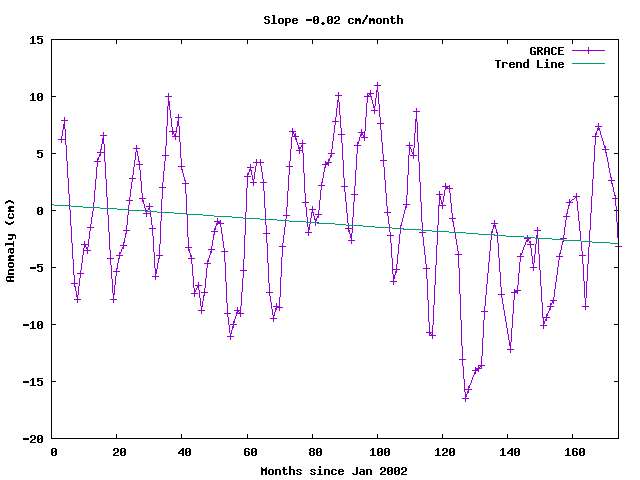 Slope -0.02 cm/month
GRACE
Trend Line
15
10
5
0
-5
-10
-15
-20
Anomaly (cm)
0 20 40 60 80 100 120 140 160
Months since Jan 2002